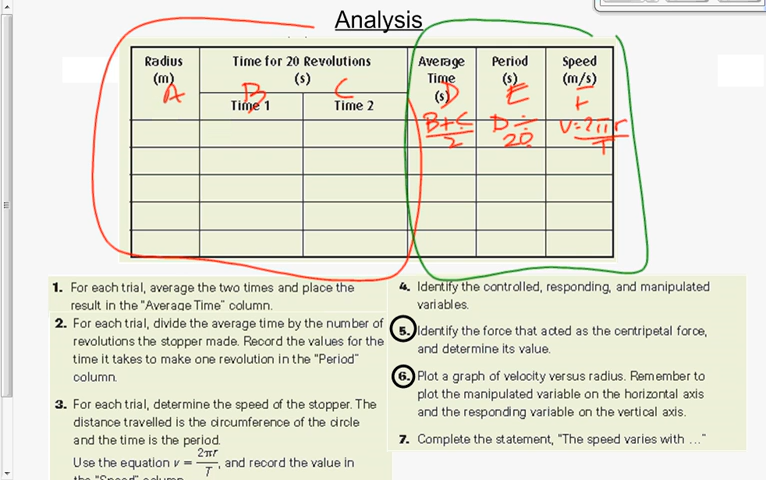 Analysis
Radius
(m)
Time for 20 Revolutions
(s)
Average
Time
(s)
Period
(s)
Speed
(m/s)
A
B
C
D
E
F
Time 1
Time 2
B+C
2
D ÷
20
v=2πr
T
1. For each trial, average the two times and place the
result in the "Average Time" column.
2. For each trial, divide the average time by the number of
revolutions the stopper made. Record the values for the
time it takes to make one revolution in the "Period"
column.
3. For each trial, determine the speed of the stopper. The
distance travelled is the circumference of the circle
and the time is the period.
Use the equation v = 2πr/T, and record the value in
the "Speed" column.
4. Identify the controlled, responding, and manipulated
variables.
5. Identify the force that acted as the centripetal force,
and determine its value.
6. Plot a graph of velocity versus radius. Remember to
plot the manipulated variable on the horizontal axis
and the responding variable on the vertical axis.
7. Complete the statement, "The speed varies with ..."